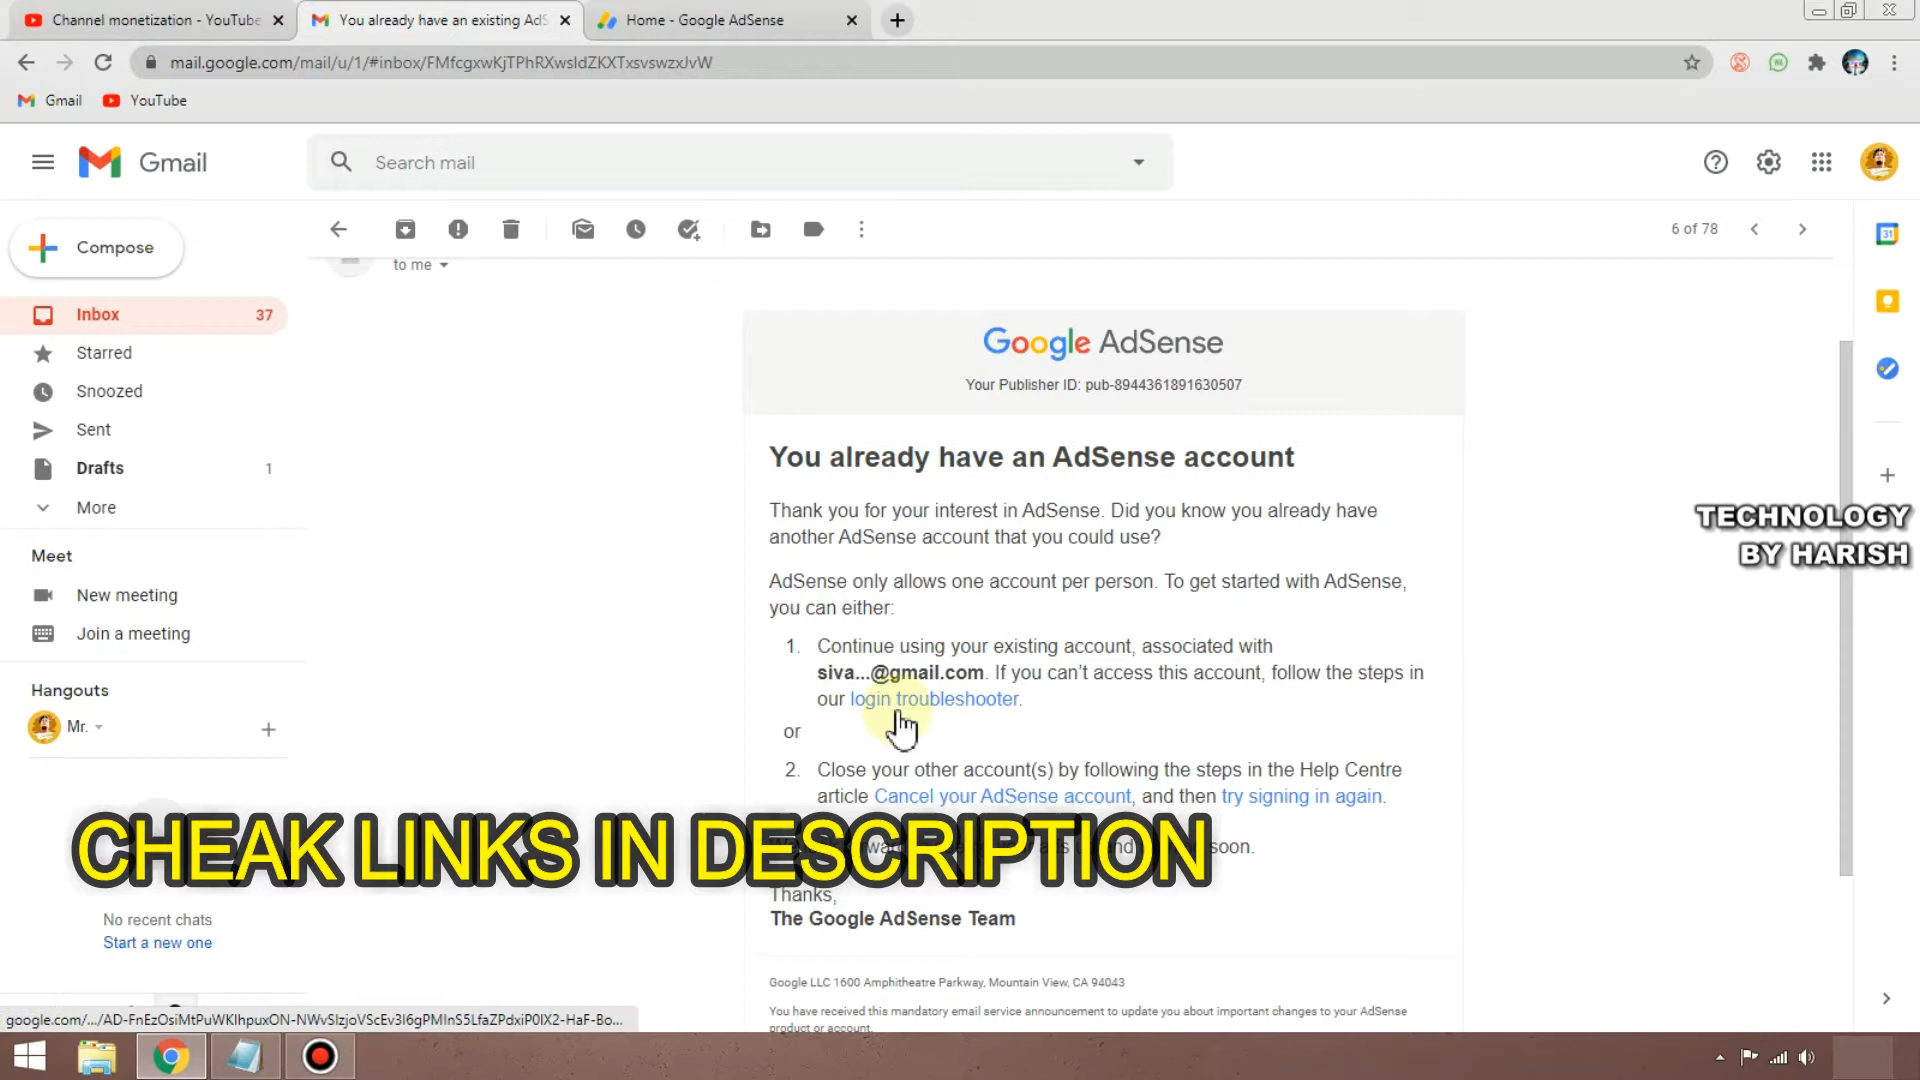 Channel monetization - YouTube
You already have an existing AdS
Home - Google AdSense
mail.google.com/mail/u/1/#inbox/FMfcgxwKjTPhRXwsldZKXTxsvswzxJvW
Gmail
YouTube
Gmail
Search mail
Compose
6 of 78
to me
Inbox 37
Starred
Snoozed
Sent
Drafts 1
More
Meet
New meeting
Join a meeting
Hangouts
Mr.
No recent chats
Start a new one
Google AdSense
Your Publisher ID: pub-8944361891630507
You already have an AdSense account
Thank you for your interest in AdSense. Did you know you already have
another AdSense account that you could use?
AdSense only allows one account per person. To get started with AdSense,
you can either:
1. Continue using your existing account, associated with
siva...@gmail.com. If you can't access this account, follow the steps in
our login troubleshooter.
or
2. Close your other account(s) by following the steps in the Help Centre
article Cancel your AdSense account, and then try signing in again.
soon.
Thanks,
The Google AdSense Team
Google LLC 1600 Amphitheatre Parkway, Mountain View, CA 94043
You have received this mandatory email service announcement to update you about important changes to your AdSense
product or account.
TECHNOLOGY
BY HARISH
CHEAK LINKS IN DESCRIPTION